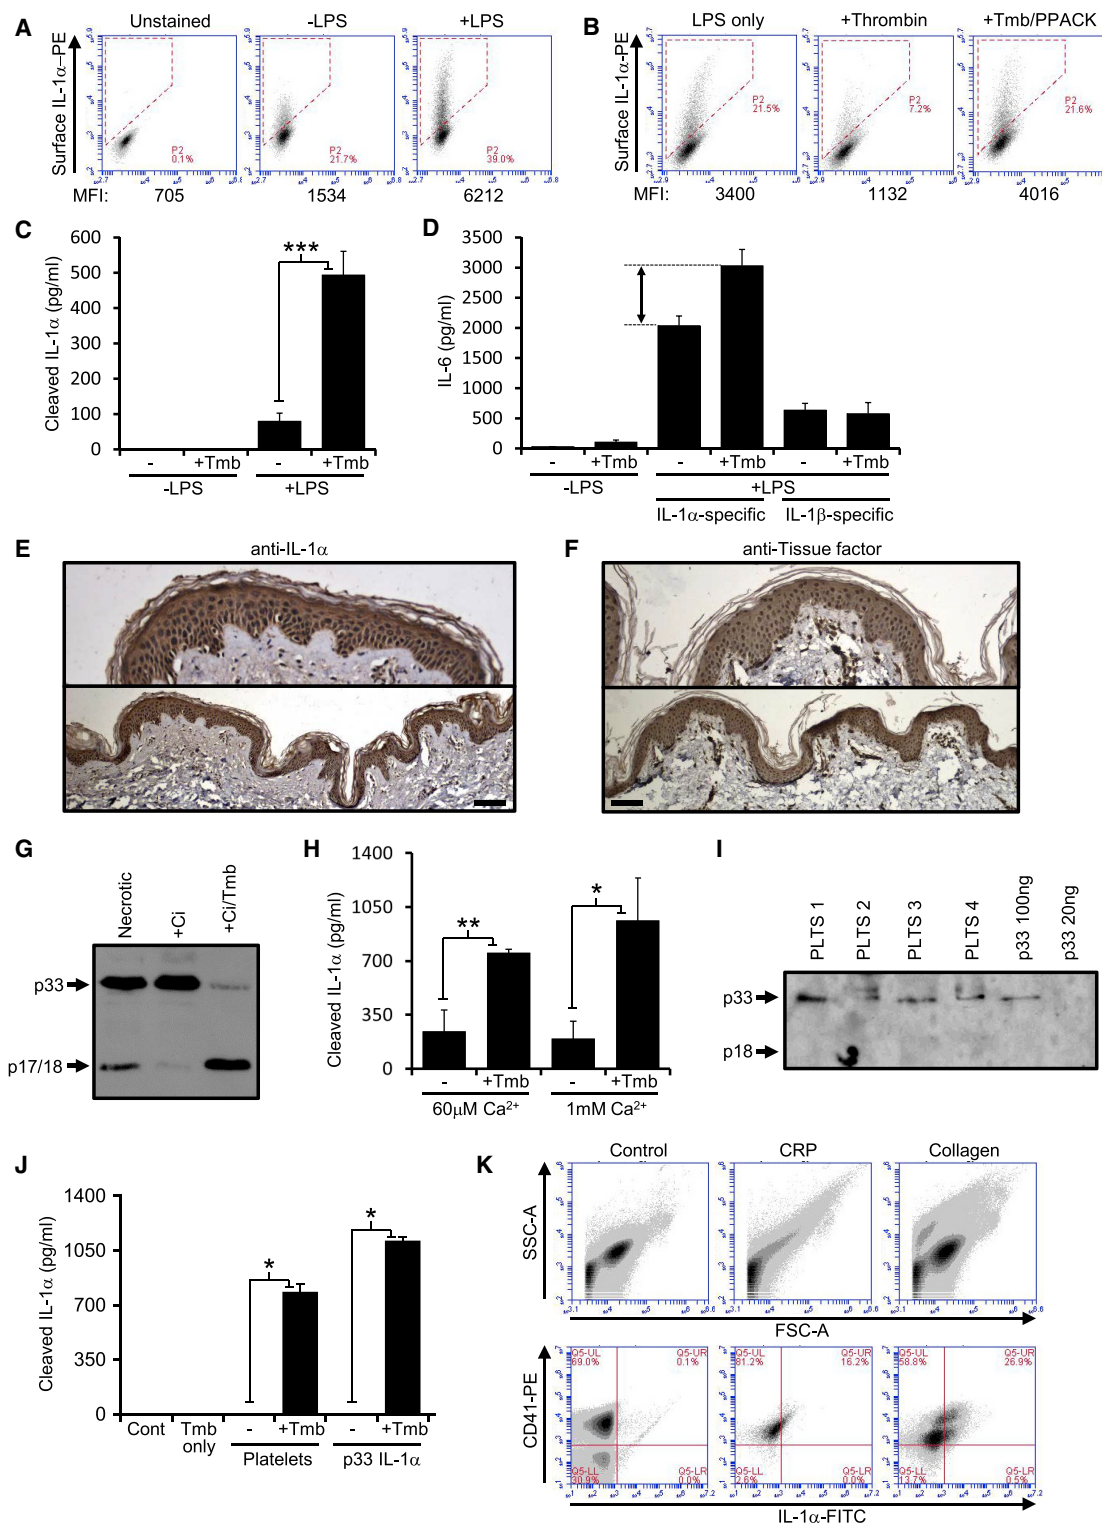 A
Unstained
-LPS
+LPS
Surface IL-1α–PE
P2
0.1%
P2
21.7%
P2
39.0%
MFI:
705
1534
6212
B
LPS only
+Thrombin
+Tmb/PPACK
Surface IL-1α-PE
P2
21.5%
P2
7.2%
P2
21.6%
MFI:
3400
1132
4016
C
Cleaved IL-1α (pg/ml)
600
500
400
300
200
100
0
***
- +Tmb - +Tmb
-LPS +LPS
D
IL-6 (pg/ml)
3500
3000
2500
2000
1500
1000
500
0
- +Tmb - +Tmb - +Tmb
-LPS +LPS
IL-1α-specific IL-1β-specific
E
anti-IL-1α
F
anti-Tissue factor
G
Necrotic
+Ci
+Ci/Tmb
p33
p17/18
H
Cleaved IL-1α (pg/ml)
1400
1050
700
350
0
**
*
- +Tmb - +Tmb
60μM Ca²⁺ 1mM Ca²⁺
I
PLTS 1
PLTS 2
PLTS 3
PLTS 4
p33 100ng
p33 20ng
p33
p18
J
Cleaved IL-1α (pg/ml)
1400
1050
700
350
0
*
*
Cont
Tmb only
- +Tmb - +Tmb
Platelets p33 IL-1α
K
Control
CRP
Collagen
SSC-A
FSC-A
CD41-PE
Q5-UL
69.0%
Q5-UR
0.1%
Q5-LL
30.9%
Q5-LR
0.0%
Q5-UL
81.2%
Q5-UR
16.2%
Q5-LL
2.6%
Q5-LR
0.0%
Q5-UL
58.8%
Q5-UR
26.9%
Q5-LL
13.7%
Q5-LR
0.5%
IL-1α-FITC